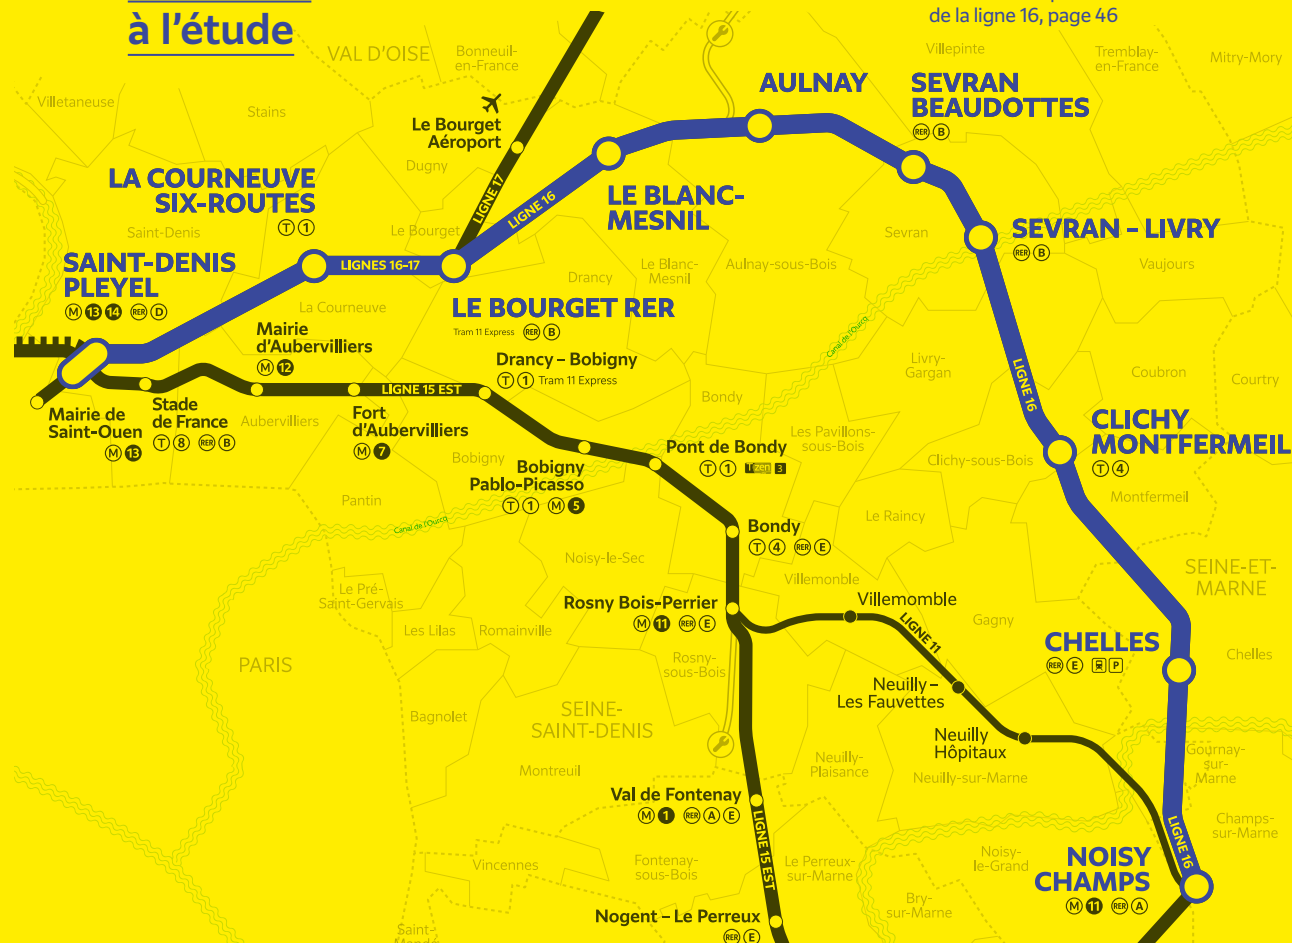 à l'étude
de la ligne 16, page 46
VAL D'OISE
Bonneuil-
en-France
Villepinte
Tremblay-
en-France
Mitry-Mory
Villetaneuse
Stains
Le Bourget
Aéroport
Dugny
AULNAY
SEVRAN
BEAUDOTTES
RER B
LA COURNEUVE
SIX-ROUTES
T 1
Saint-Denis
Le Bourget
LIGNE 17
LIGNE 16
LE BLANC-
MESNIL
Sevran
SEVRAN – LIVRY
RER B
Vaujours
SAINT-DENIS
PLEYEL
M 13 14 RER D
LIGNES 16-17
Drancy
Le Blanc-
Mesnil
Aulnay-sous-Bois
La Courneuve
LE BOURGET RER
Tram 11 Express RER B
Canal de l'Ourcq
Mairie
d'Aubervilliers
M 12
Drancy – Bobigny
T 1 Tram 11 Express
Livry-
Gargan
LIGNE 16
Coubron
Courtry
Mairie de
Saint-Ouen
M 13
Stade
de France
T 8 RER B
Aubervilliers
LIGNE 15 EST
Fort
d'Aubervilliers
M 7
Bondy
CLICHY
MONTFERMEIL
T 4
Bobigny
Bobigny
Pablo-Picasso
T 1 M 5
Pont de Bondy
T 1 Tzen 3
Les Pavillons-
sous-Bois
Clichy-sous-Bois
Montfermeil
Pantin
Canal de l'Ourcq
Le Raincy
Bondy
T 4 RER E
Noisy-le-Sec
Villemonble
SEINE-ET-
MARNE
Le Pré-
Saint-Gervais
Rosny Bois-Perrier
M 11 RER E
Villemomble
LIGNE 11
Gagny
Les Lilas
Romainville
CHELLES
RER E P
Chelles
PARIS
Rosny-
sous-Bois
Neuilly –
Les Fauvettes
Bagnolet
SEINE-
SAINT-DENIS
Neuilly
Hôpitaux
Gournay-
sur-
Marne
Montreuil
Neuilly-
Plaisance
Neuilly-sur-Marne
Val de Fontenay
M 1 RER A E
Champs-
sur-Marne
LIGNE 16
Vincennes
Fontenay-
sous-Bois
LIGNE 15 EST
Le Perreux-
sur-Marne
Noisy-
le-Grand
NOISY
CHAMPS
M 11 RER A
Bry-
sur-Marne
Nogent – Le Perreux
RER E
Saint-